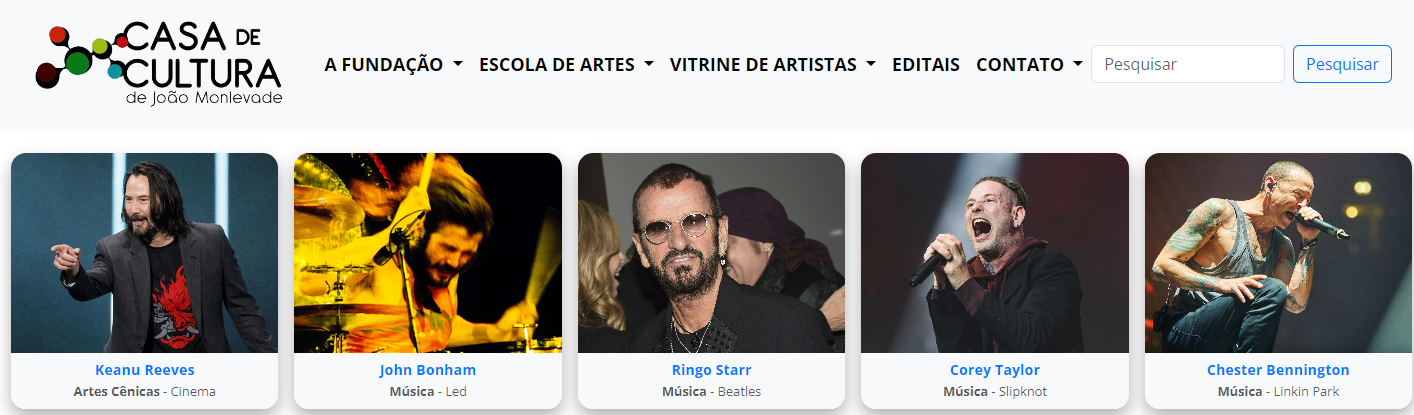 CASA DE
CULTURA
de João Monlevade
A FUNDAÇÃO
ESCOLA DE ARTES
VITRINE DE ARTISTAS
EDITAIS
CONTATO
Pesquisar
Pesquisar
Keanu Reeves
Artes Cênicas - Cinema
John Bonham
Música - Led
Ringo Starr
Música - Beatles
Corey Taylor
Música - Slipknot
Chester Bennington
Música - Linkin Park